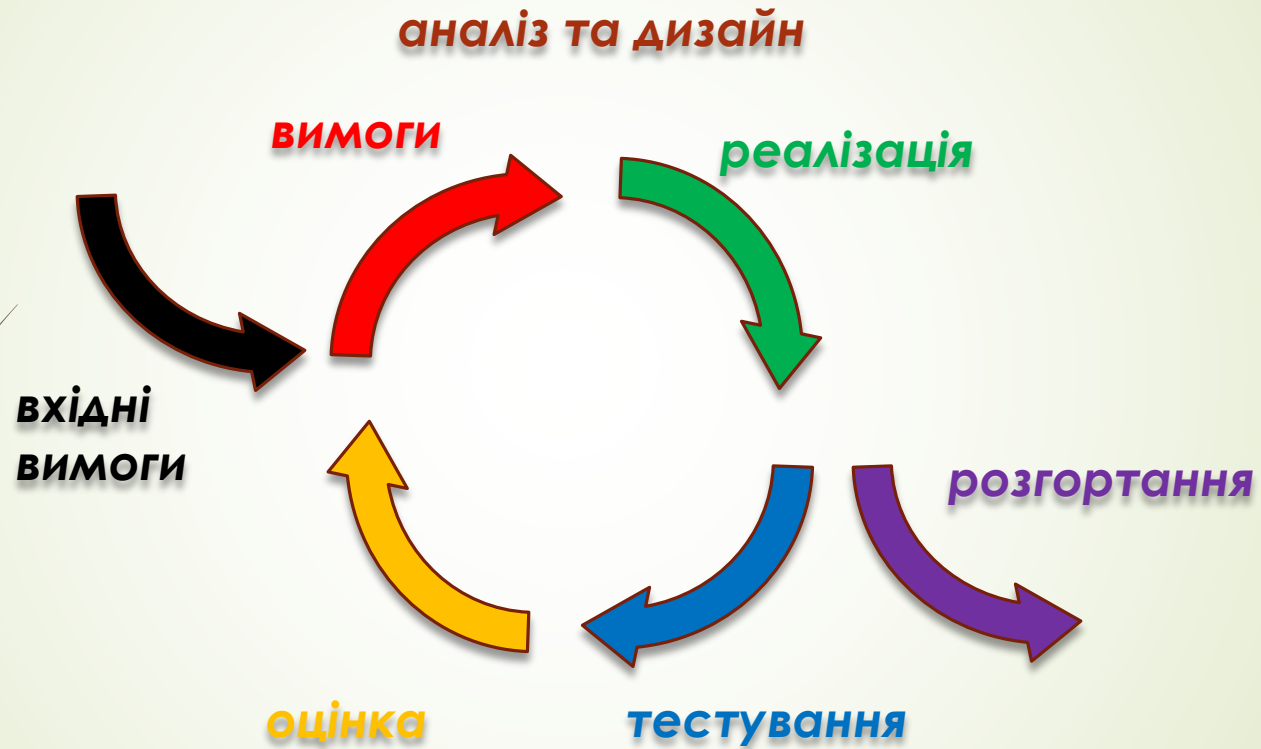 аналіз та дизайн
вимоги
реалізація
вхідні
вимоги
розгортання
оцінка
тестування